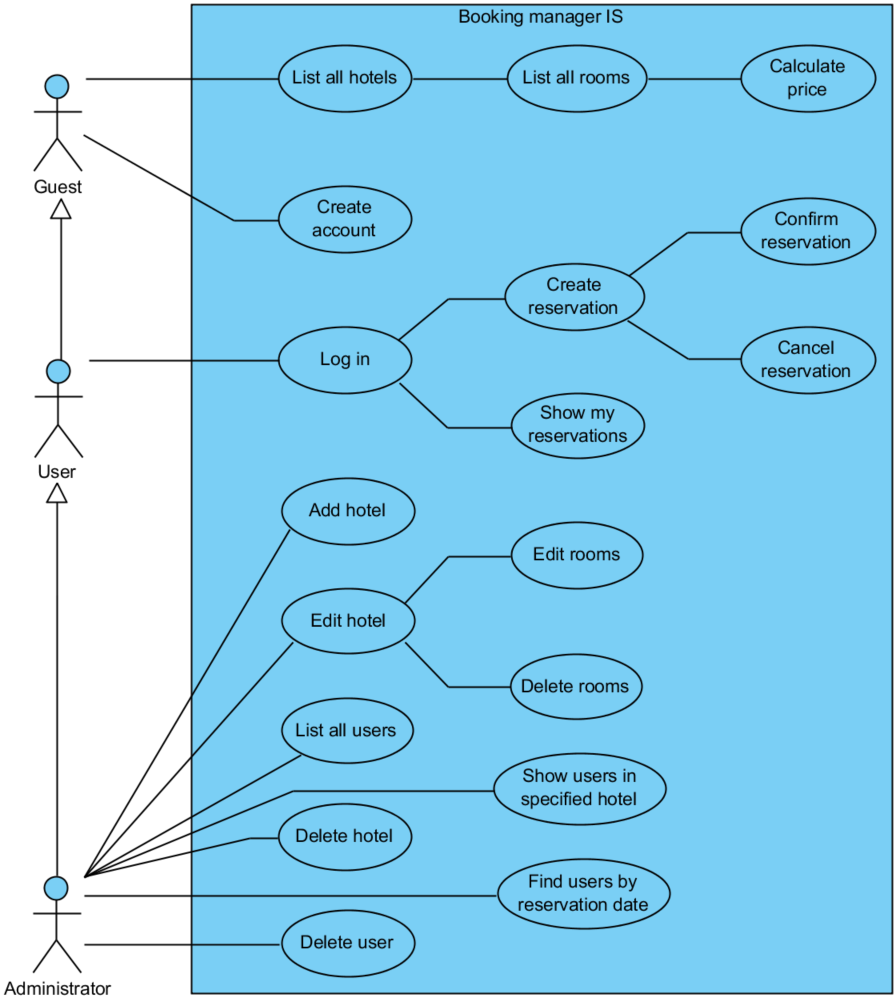 Booking manager IS
List all hotels
List all rooms
Calculate
price
Guest
Create
account
Confirm
reservation
Create
reservation
Log in
Cancel
reservation
Show my
reservations
User
Add hotel
Edit rooms
Edit hotel
Delete rooms
List all users
Show users in
specified hotel
Delete hotel
Find users by
reservation date
Delete user
Administrator